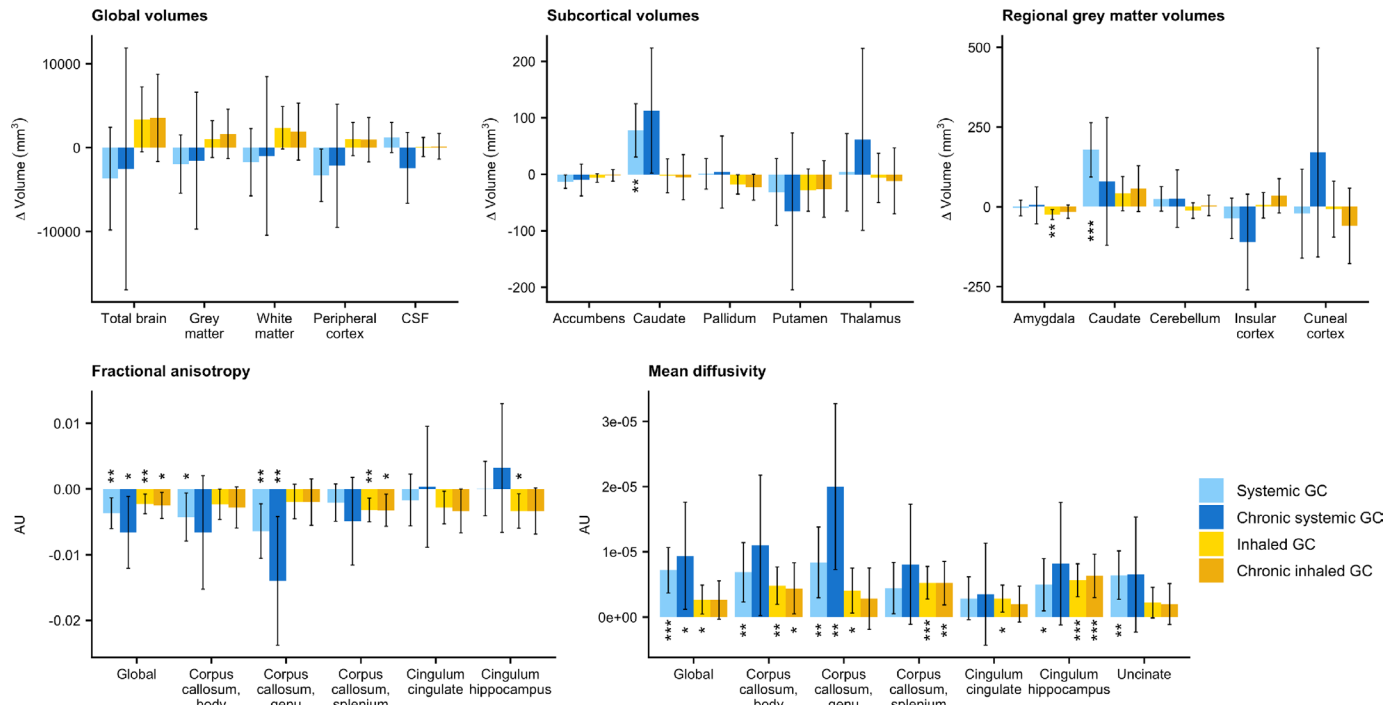 Global volumes
Subcortical volumes
Regional grey matter volumes
Δ Volume (mm³)
10000
0
-10000
Total brain
Grey
matter
White
matter
Peripheral
cortex
CSF
Δ Volume (mm³)
200
100
0
-100
-200
**
Accumbens
Caudate
Pallidum
Putamen
Thalamus
Δ Volume (mm³)
500
250
0
-250
**
***
Amygdala
Caudate
Cerebellum
Insular
cortex
Cuneal
cortex
Fractional anisotropy
Mean diffusivity
AU
0.01
0.00
-0.01
-0.02
**
*
**
*
*
**
**
**
*
*
Global
Corpus
callosum,
body
Corpus
callosum,
genu
Corpus
callosum,
splenium
Cingulum
cingulate
Cingulum
hippocampus
AU
3e-05
2e-05
1e-05
0e+00
***
*
*
**
**
*
**
**
*
***
**
*
*
***
***
**
Global
Corpus
callosum,
body
Corpus
callosum,
genu
Corpus
callosum,
splenium
Cingulum
cingulate
Cingulum
hippocampus
Uncinate
Systemic GC
Chronic systemic GC
Inhaled GC
Chronic inhaled GC